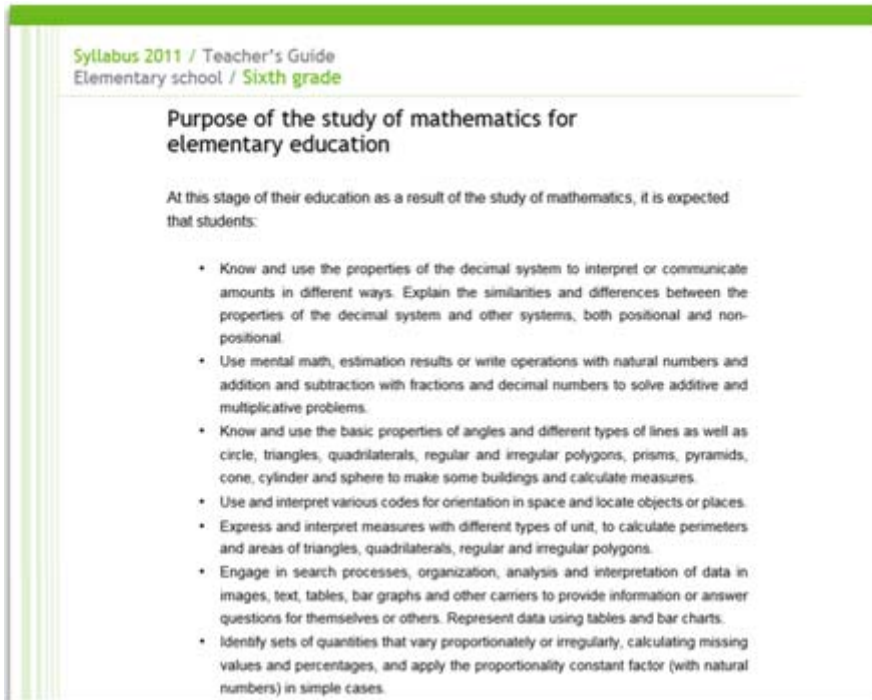 Syllabus 2011 / Teacher's Guide
Elementary school / Sixth grade
Purpose of the study of mathematics for
elementary education
At this stage of their education as a result of the study of mathematics, it is expected
that students:
• Know and use the properties of the decimal system to interpret or communicate
amounts in different ways. Explain the similarities and differences between the
properties of the decimal system and other systems, both positional and non-
positional.
• Use mental math, estimation results or write operations with natural numbers and
addition and subtraction with fractions and decimal numbers to solve additive and
multiplicative problems.
• Know and use the basic properties of angles and different types of lines as well as
circle, triangles, quadrilaterals, regular and irregular polygons, prisms, pyramids,
cone, cylinder and sphere to make some buildings and calculate measures.
• Use and interpret various codes for orientation in space and locate objects or places.
• Express and interpret measures with different types of unit, to calculate perimeters
and areas of triangles, quadrilaterals, regular and irregular polygons.
• Engage in search processes, organization, analysis and interpretation of data in
images, text, tables, bar graphs and other carriers to provide information or answer
questions for themselves or others. Represent data using tables and bar charts.
• Identify sets of quantities that vary proportionately or irregularly, calculating missing
values and percentages, and apply the proportionality constant factor (with natural
numbers) in simple cases.